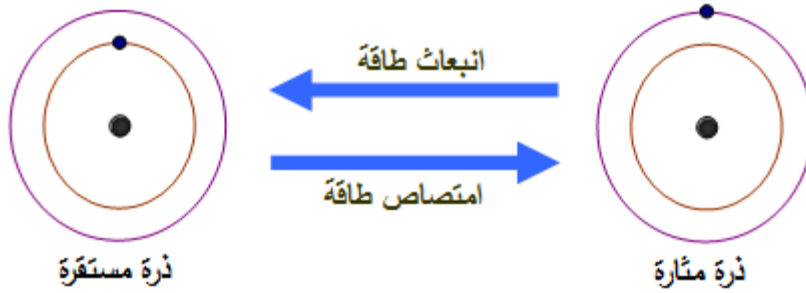 انبعاث طاقة
امتصاص طاقة
ذرة مثارة
ذرة مستقرة